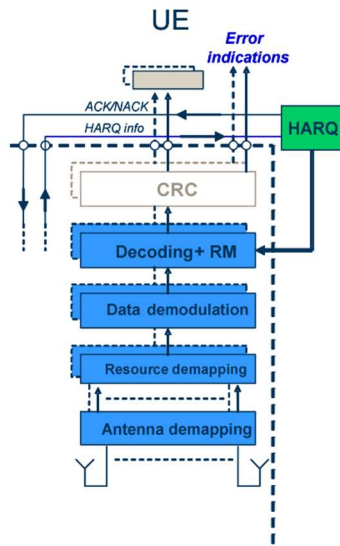 UE
Error
indications
ACK/NACK
HARQ info
HARQ
CRC
Decoding+ RM
Data demodulation
Resource demapping
Antenna demapping